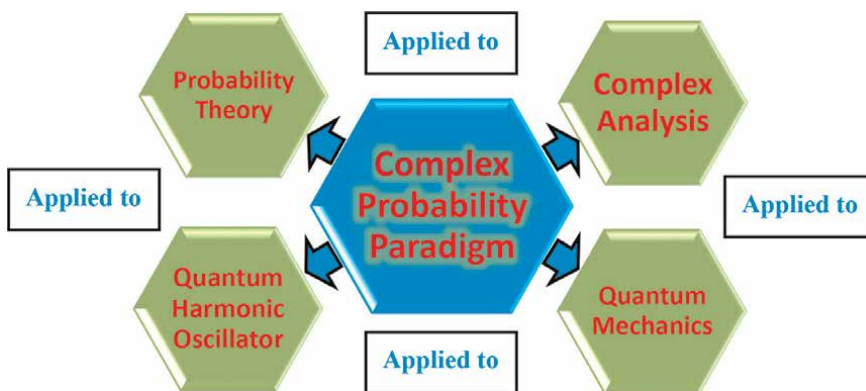 Applied to
Probability
Theory
Complex
Analysis
Complex
Probability
Paradigm
Applied to
Applied to
Quantum
Harmonic
Oscillator
Quantum
Mechanics
Applied to